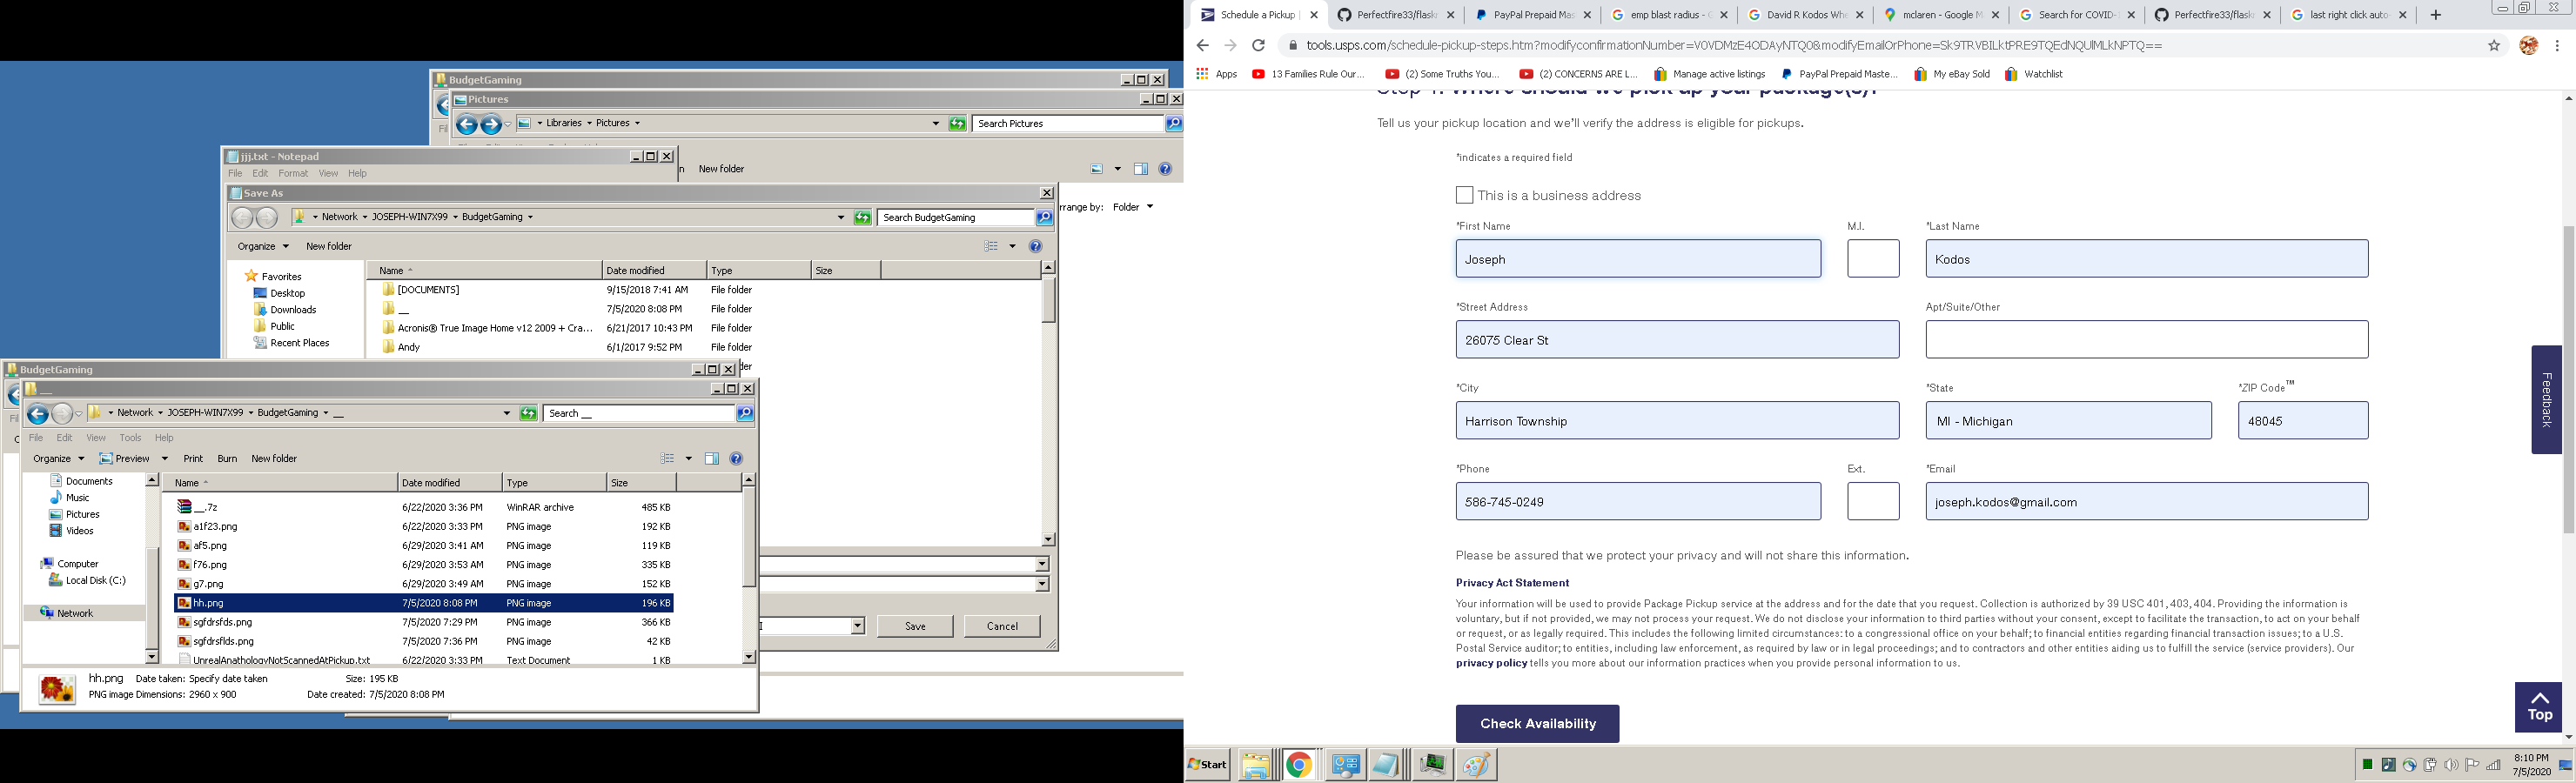 BudgetGaming
Pictures
Libraries Pictures
Search Pictures
jjj.txt - Notepad
File Edit Format View Help
n New folder
Save As
Network JOSEPH-WIN7X99 BudgetGaming
Search BudgetGaming
rrange by: Folder
Organize New folder
Favorites
Desktop
Downloads
Public
Recent Places
Name Date modified Type Size
[DOCUMENTS] 9/15/2018 7:41 AM File folder
__ 7/5/2020 8:08 PM File folder
Acronis® True Image Home v12 2009 + Cra... 6/21/2017 10:43 PM File folder
Andy 6/1/2017 9:52 PM File folder
der
Save Cancel
BudgetGaming
__
Network JOSEPH-WIN7X99 BudgetGaming __
Search __
File Edit View Tools Help
Organize Preview Print Burn New folder
Documents
Music
Pictures
Videos
Computer
Local Disk (C:)
Network
Name Date modified Type Size
__.7z 6/22/2020 3:36 PM WinRAR archive 485 KB
a1f23.png 6/22/2020 3:33 PM PNG image 192 KB
af5.png 6/29/2020 3:41 AM PNG image 119 KB
f76.png 6/29/2020 3:53 AM PNG image 335 KB
g7.png 6/29/2020 3:49 AM PNG image 152 KB
hh.png 7/5/2020 8:08 PM PNG image 196 KB
sgfdrsfds.png 7/5/2020 7:29 PM PNG image 366 KB
sgfdrsflds.png 7/5/2020 7:36 PM PNG image 42 KB
UnrealAnathologyNotScannedAtPickup.txt 6/22/2020 3:33 PM Text Document 1 KB
hh.png Date taken: Specify date taken Size: 195 KB
PNG image Dimensions: 2960 x 900 Date created: 7/5/2020 8:08 PM
Schedule a Pickup | Perfectfire33/flask PayPal Prepaid Mas emp blast radius - David R Kodos Whe mclaren - Google M Search for COVID-1 Perfectfire33/flask last right click auto-
tools.usps.com/schedule-pickup-steps.htm?modifyconfirmationNumber=V0VDMzE4ODAyNTQ0&modifyEmailOrPhone=Sk9TRVBILktPRE9TQEdNQUlMLkNPTQ==
Apps 13 Families Rule Our... (2) Some Truths You... (2) CONCERNS ARE L... Manage active listings PayPal Prepaid Maste... My eBay Sold Watchlist
Step 1: Where should we pick up your package(s)?
Tell us your pickup location and we'll verify the address is eligible for pickups.
*indicates a required field
This is a business address
*First Name M.I. *Last Name
Joseph Kodos
*Street Address Apt/Suite/Other
26075 Clear St
*City *State *ZIP Code™
Harrison Township MI - Michigan 48045
*Phone Ext. *Email
586-745-0249 joseph.kodos@gmail.com
Feedback
Please be assured that we protect your privacy and will not share this information.
Privacy Act Statement
Your information will be used to provide Package Pickup service at the address and for the date that you request. Collection is authorized by 39 USC 401, 403, 404. Providing the information is
voluntary, but if not provided, we may not process your request. We do not disclose your information to third parties without your consent, except to facilitate the transaction, to act on your behalf
or request, or as legally required. This includes the following limited circumstances: to a congressional office on your behalf; to financial entities regarding financial transaction issues; to a U.S.
Postal Service auditor; to entities, including law enforcement, as required by law or in legal proceedings; and to contractors and other entities aiding us to fulfill the service (service providers). Our
privacy policy tells you more about our information practices when you provide personal information to us.
Check Availability
Top
Start
8:10 PM
7/5/2020